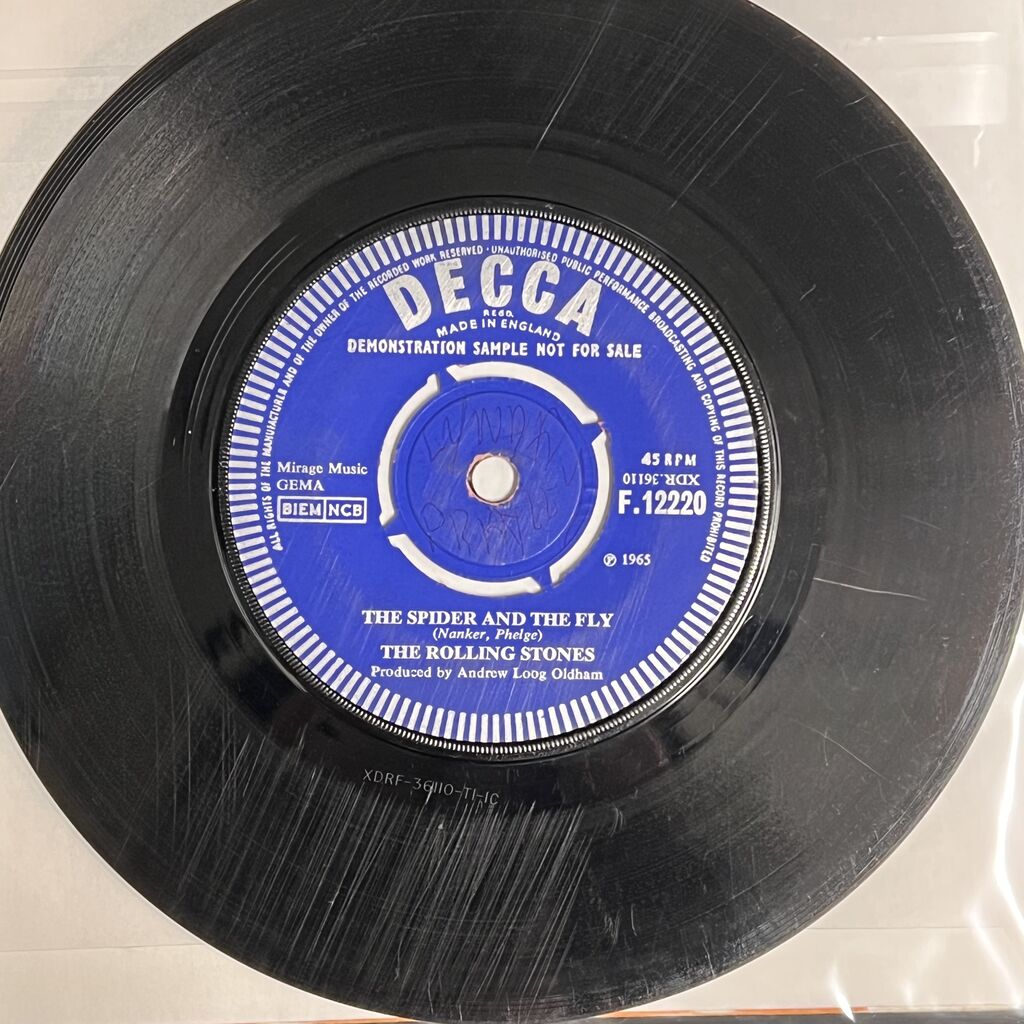 ALL RIGHTS OF THE MANUFACTURER AND OF THE OWNER OF THE RECORDED WORK RESERVED · UNAUTHORISED PUBLIC PERFORMANCE BROADCASTING AND COPYING OF THIS RECORD PROHIBITED
DECCA
REGD.
MADE IN ENGLAND
DEMONSTRATION SAMPLE NOT FOR SALE
Mirage Music
GEMA
BIEM NCB
45 RPM
XDR.36110
F.12220
℗ 1965
THE SPIDER AND THE FLY
(Nanker, Phelge)
THE ROLLING STONES
Produced by Andrew Loog Oldham
XDRF-36110-T1-1C